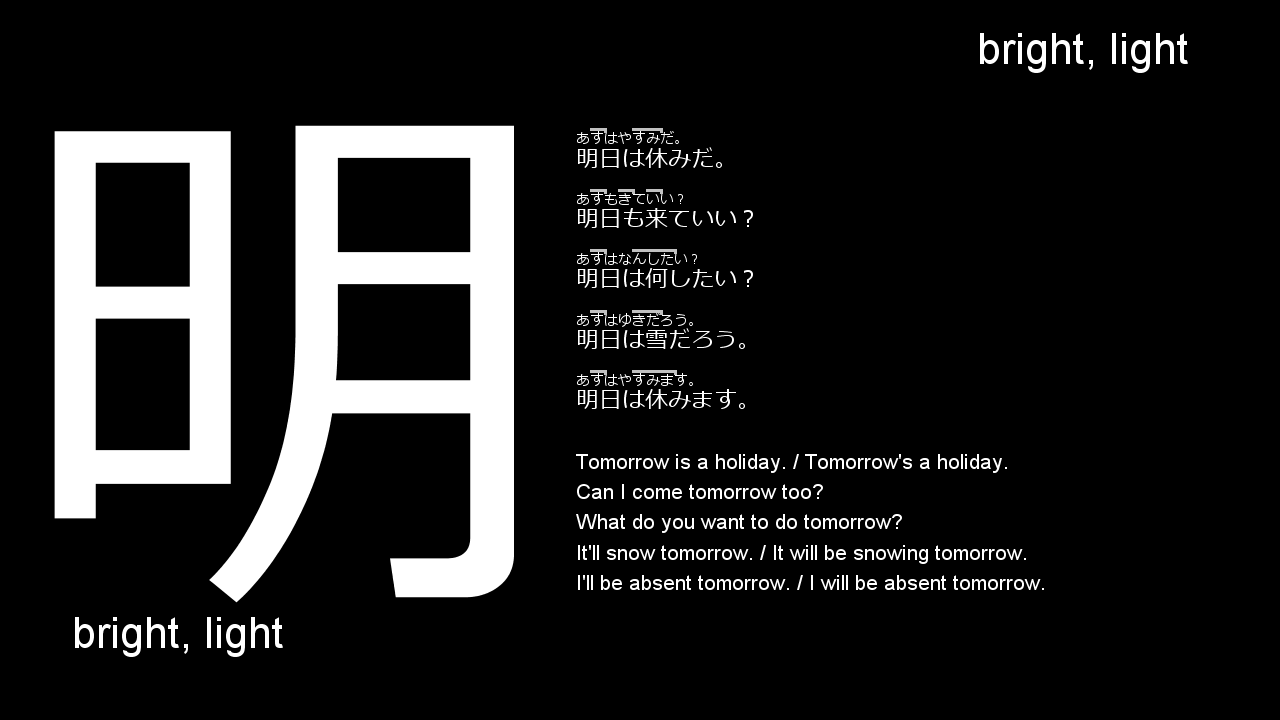 bright, light
明
あすはやすみだ。
明日は休みだ。
あすもきていい？
明日も来ていい？
あすはなんしたい？
明日は何したい？
あすはゆきだろう。
明日は雪だろう。
あすはやすみます。
明日は休みます。
Tomorrow is a holiday. / Tomorrow's a holiday.
Can I come tomorrow too?
What do you want to do tomorrow?
It'll snow tomorrow. / It will be snowing tomorrow.
I'll be absent tomorrow. / I will be absent tomorrow.
bright, light